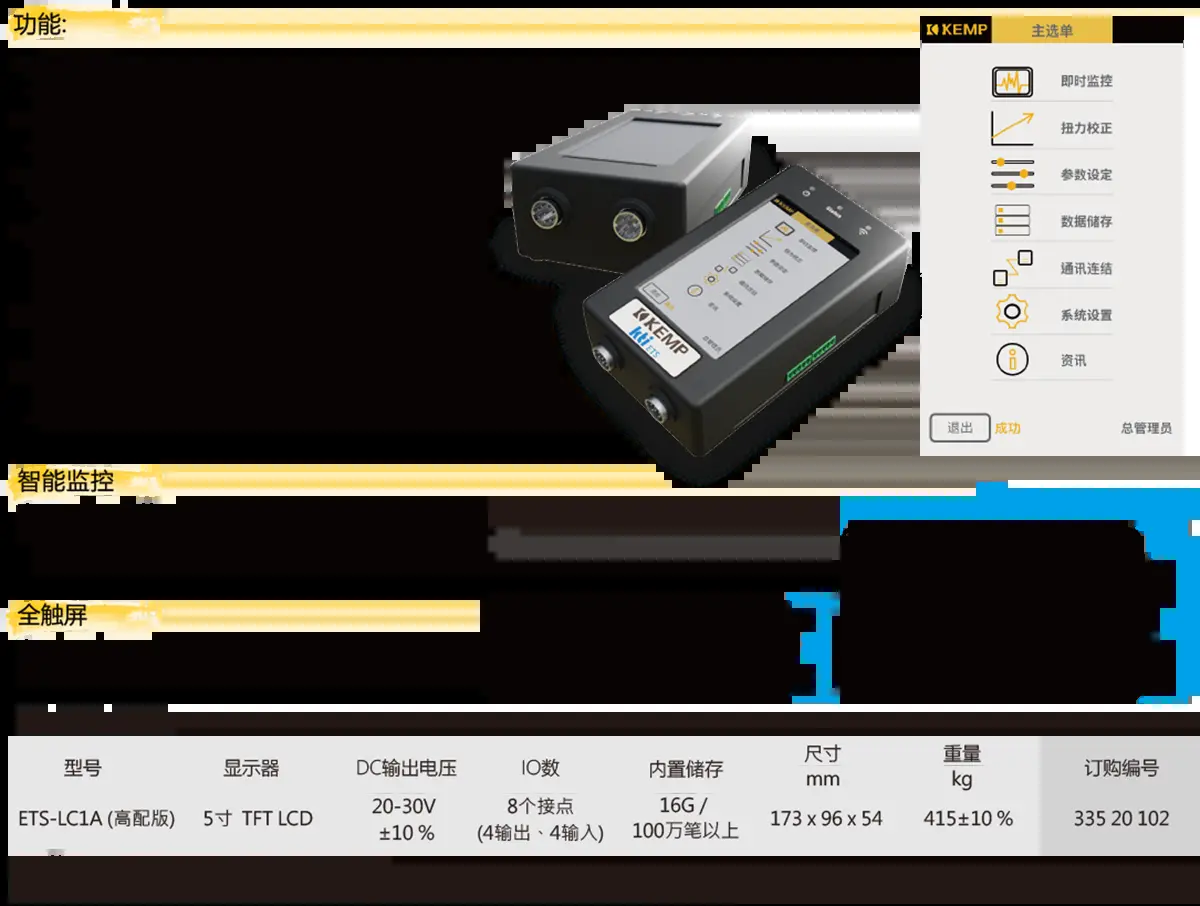 功能:
KEMP
主选单
即时监控
扭力校正
参数设定
数据储存
通讯连结
系统设置
资讯
退出 成功 总管理员
KEMP
kti ETS
智能监控
全触屏
型号 显示器 DC输出电压 IO数 内置储存 尺寸 mm 重量 kg 订购编号
ETS-LC1A (高配版) 5寸 TFT LCD 20-30V ±10 % 8个接点 (4输出、4输入) 16G / 100万笔以上 173 x 96 x 54 415±10 % 335 20 102